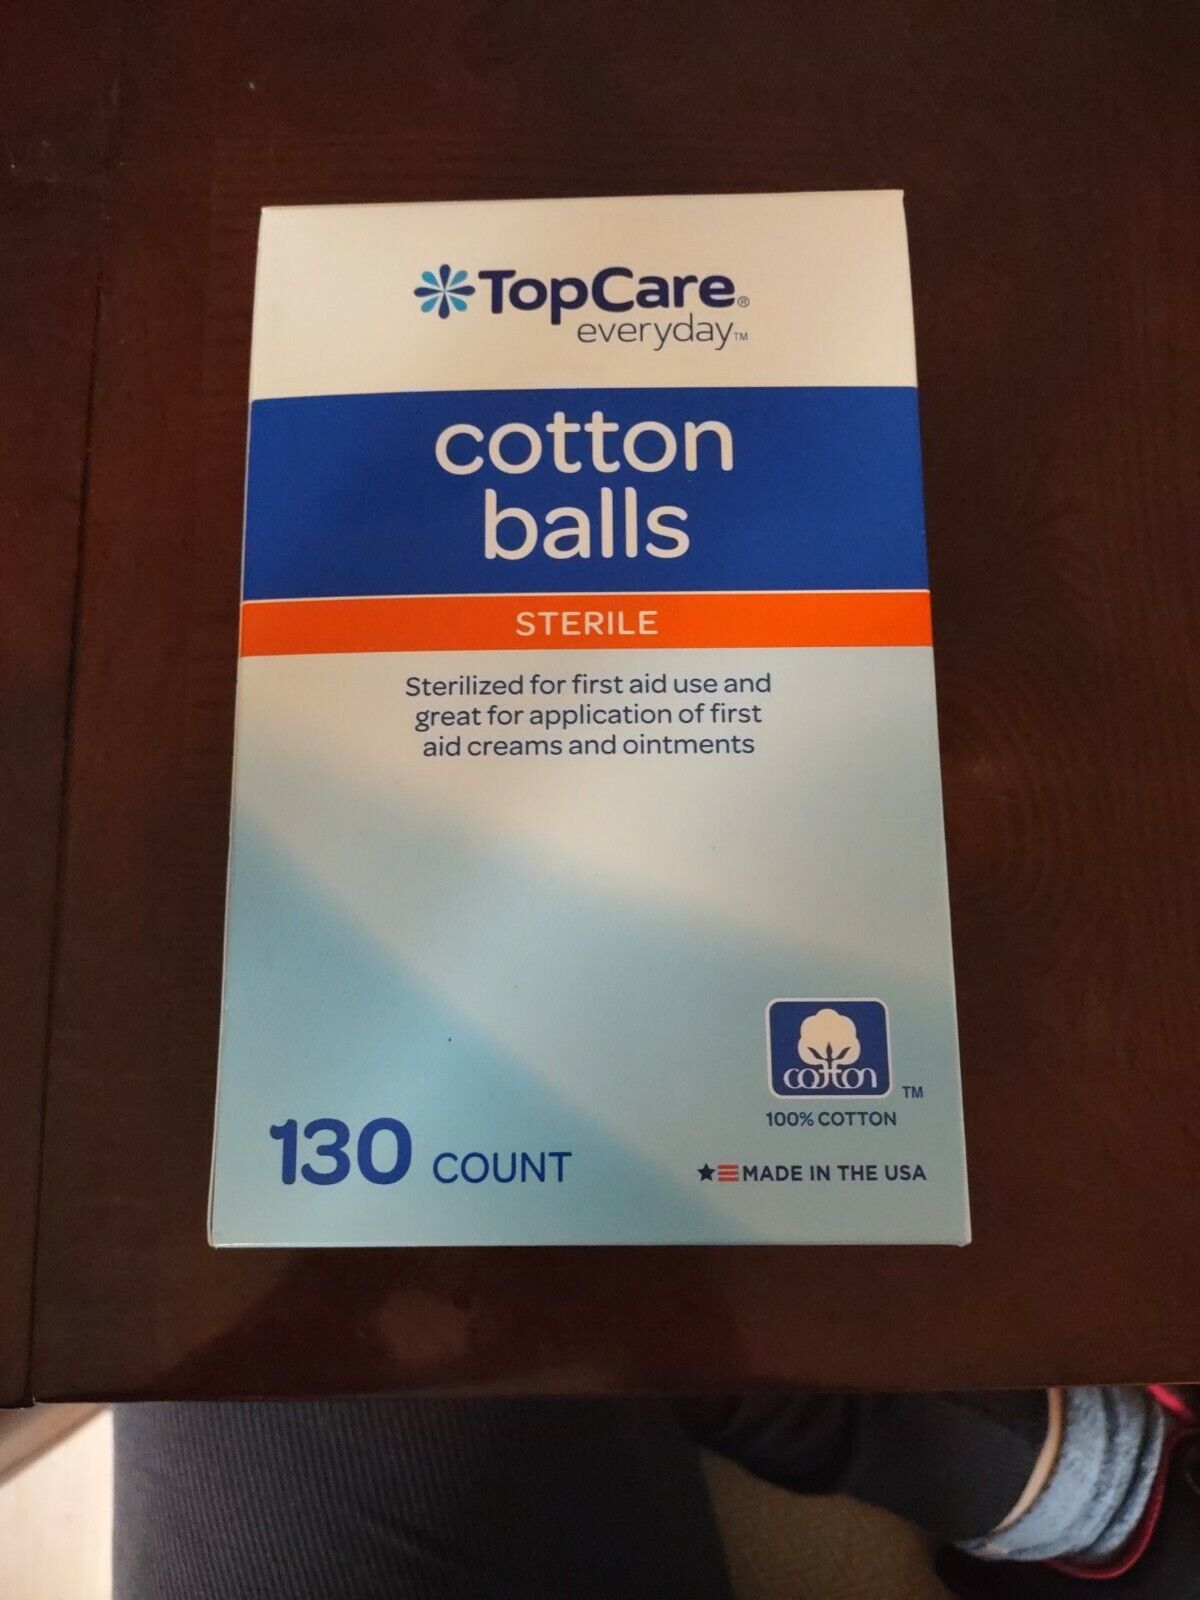 TopCare®
everyday™
cotton
balls
STERILE
Sterilized for first aid use and
great for application of first
aid creams and ointments
cotton ™
100% COTTON
130 COUNT
MADE IN THE USA